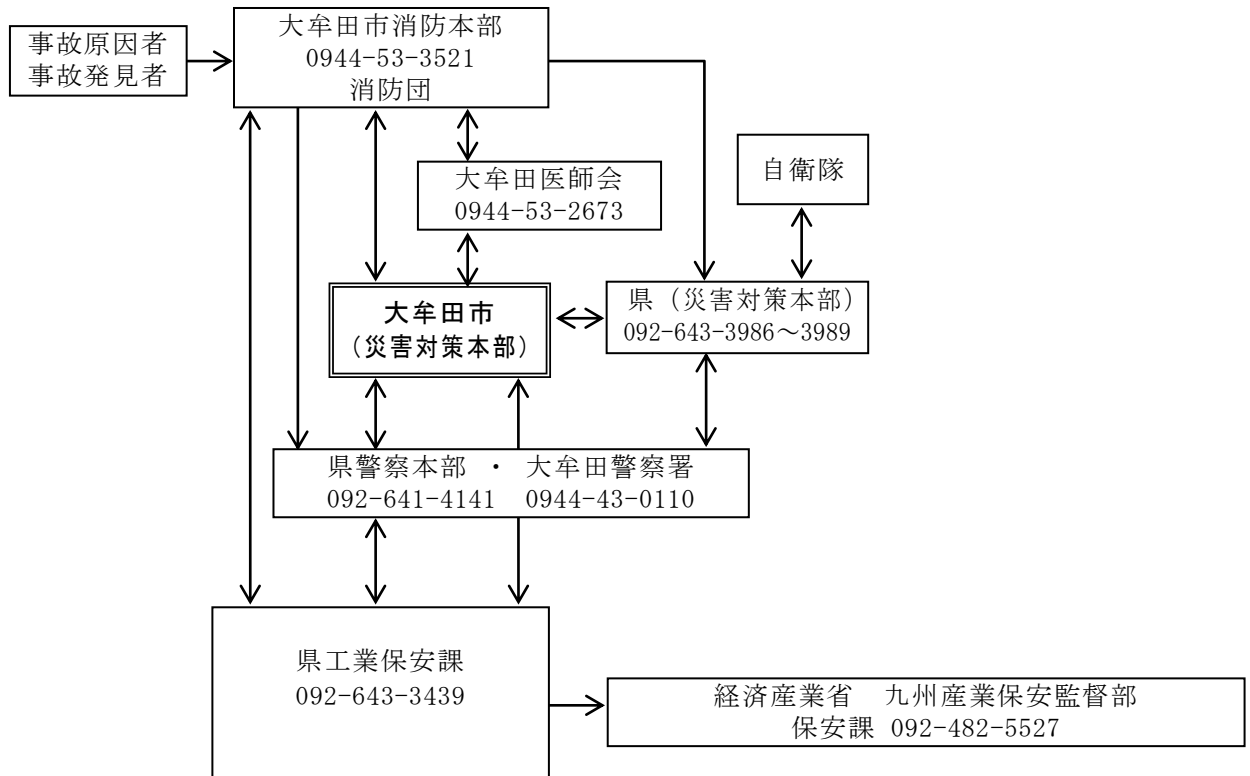 事故原因者
事故発見者
大牟田市消防本部
0944-53-3521
消防団
大牟田医師会
0944-53-2673
自衛隊
大牟田市
（災害対策本部）
県（災害対策本部）
092-643-3986～3989
県警察本部 ・ 大牟田警察署
092-641-4141 0944-43-0110
県工業保安課
092-643-3439
経済産業省　九州産業保安監督部
保安課 092-482-5527